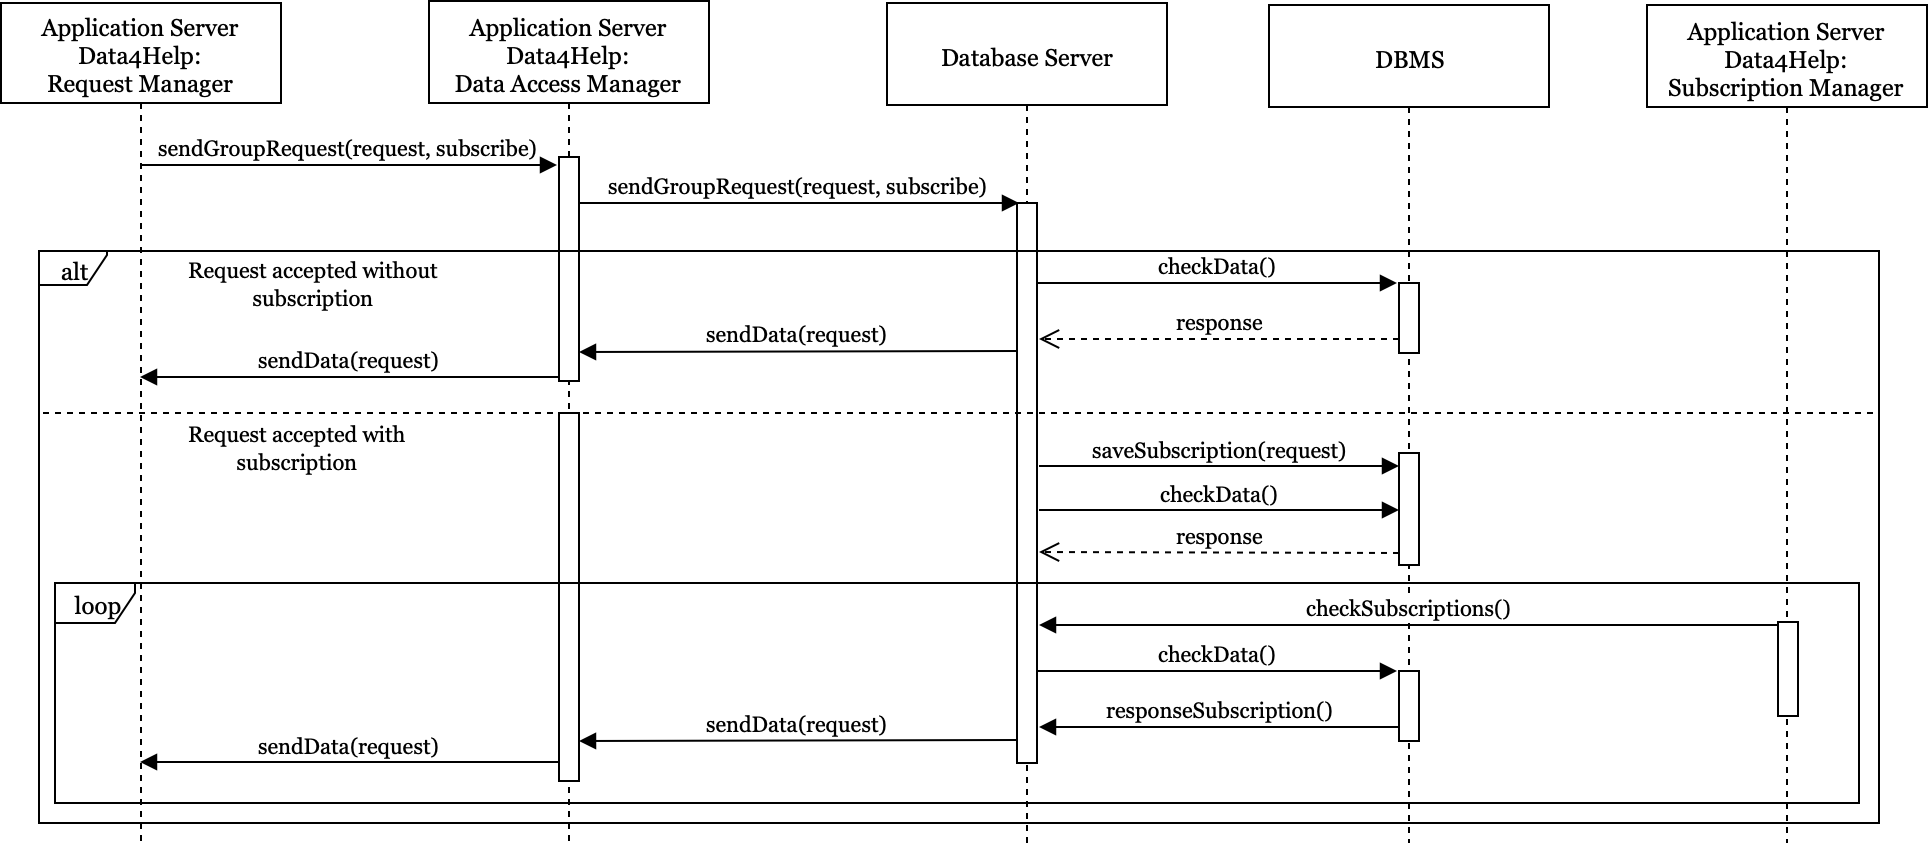 Application Server
Data4Help:
Request Manager
Application Server
Data4Help:
Data Access Manager
Database Server
DBMS
Application Server
Data4Help:
Subscription Manager
sendGroupRequest(request, subscribe)
sendGroupRequest(request, subscribe)
alt
Request accepted without
subscription
checkData()
response
sendData(request)
sendData(request)
Request accepted with
subscription
saveSubscription(request)
checkData()
response
loop
checkSubscriptions()
checkData()
responseSubscription()
sendData(request)
sendData(request)